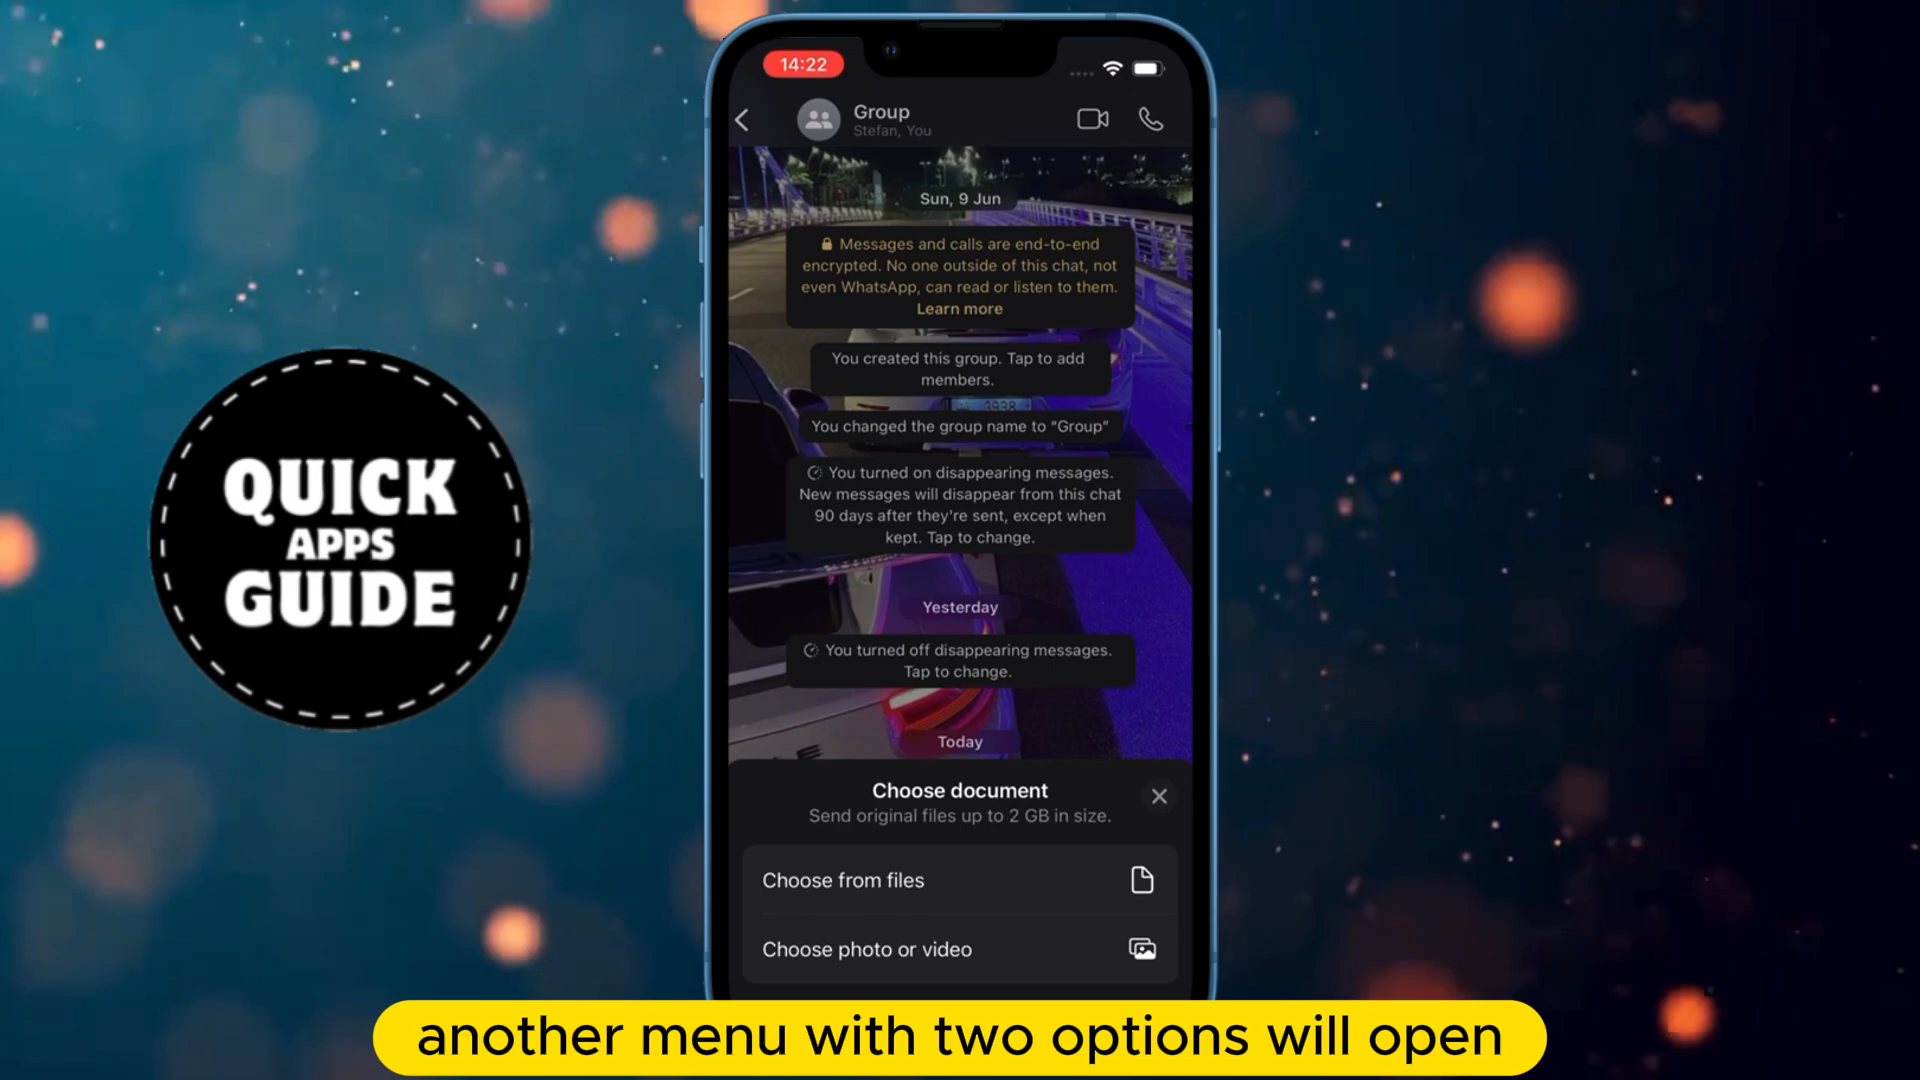 14:22
Group
Stefan, You
Sun, 9 Jun
Messages and calls are end-to-end
encrypted. No one outside of this chat, not
even WhatsApp, can read or listen to them.
Learn more
You created this group. Tap to add
members.
You changed the group name to “Group”
You turned on disappearing messages.
New messages will disappear from this chat
90 days after they're sent, except when
kept. Tap to change.
Yesterday
You turned off disappearing messages.
Tap to change.
Today
Choose document
Send original files up to 2 GB in size.
Choose from files
Choose photo or video
QUICK
APPS
GUIDE
another menu with two options will open